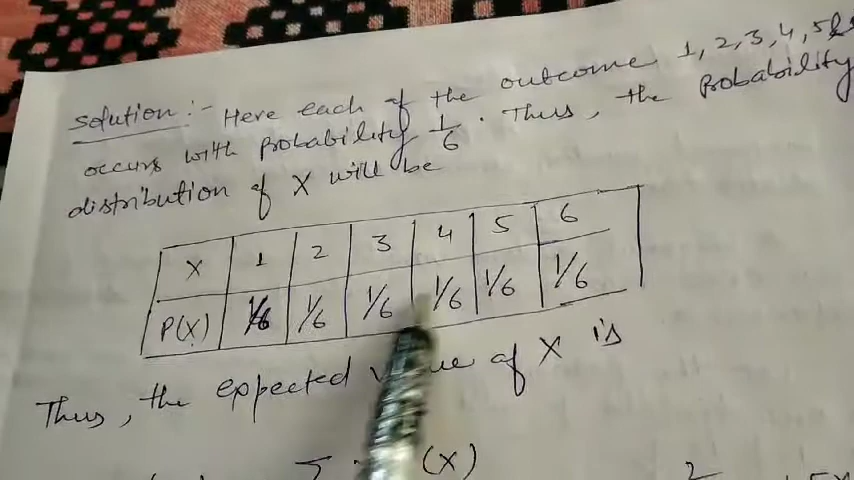 Solution :- Here each of the outcome 1, 2, 3, 4, 5 &
occurs with probability 1/6 . Thus, the probability
distribution of X will be
X 1 2 3 4 5 6
P(X) 1/6 1/6 1/6 1/6 1/6 1/6
Thus, the expected value of X is
Σ (X)